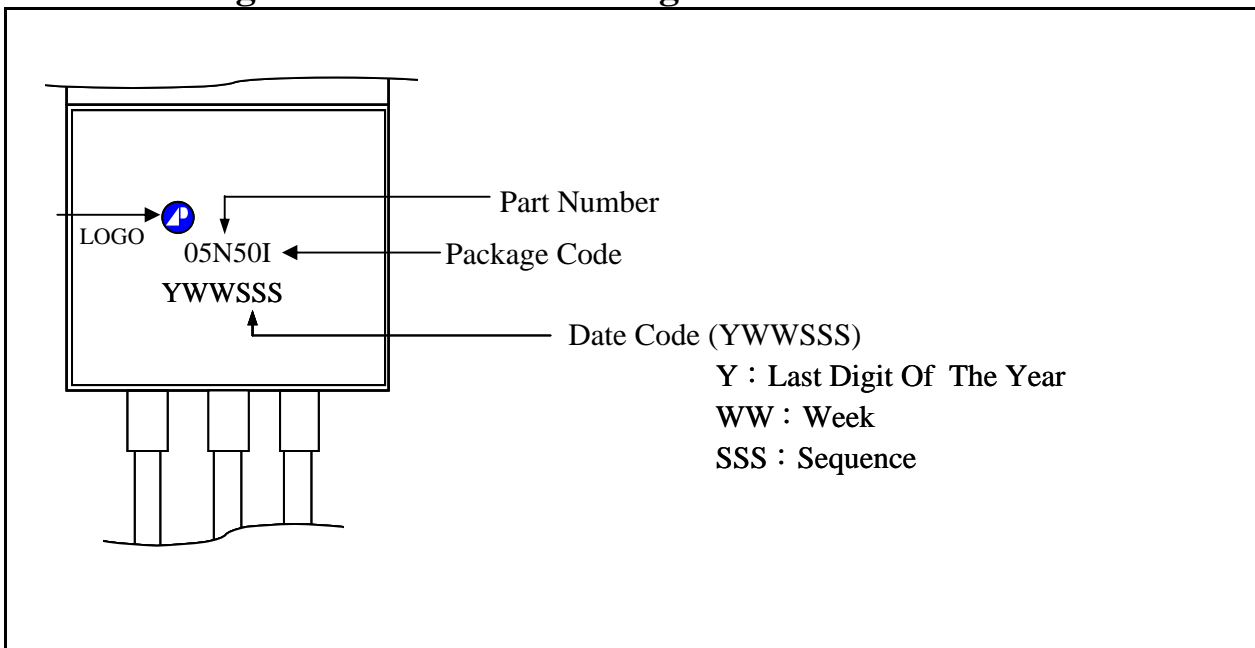 Part Number
LOGO
05N50I
Package Code
YWWSSS
Date Code (YWWSSS)
Y：Last Digit Of The Year
WW：Week
SSS：Sequence